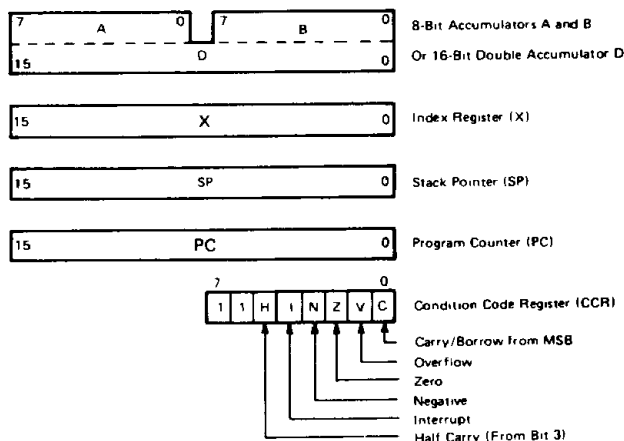 7 A 0 7 B 0 8-Bit Accumulators A and B
15 D 0 Or 16-Bit Double Accumulator D
15 X 0 Index Register (X)
15 SP 0 Stack Pointer (SP)
15 PC 0 Program Counter (PC)
7 0
1 1 H I N Z V C Condition Code Register (CCR)
Carry/Borrow from MSB
Overflow
Zero
Negative
Interrupt
Half Carry (From Bit 3)